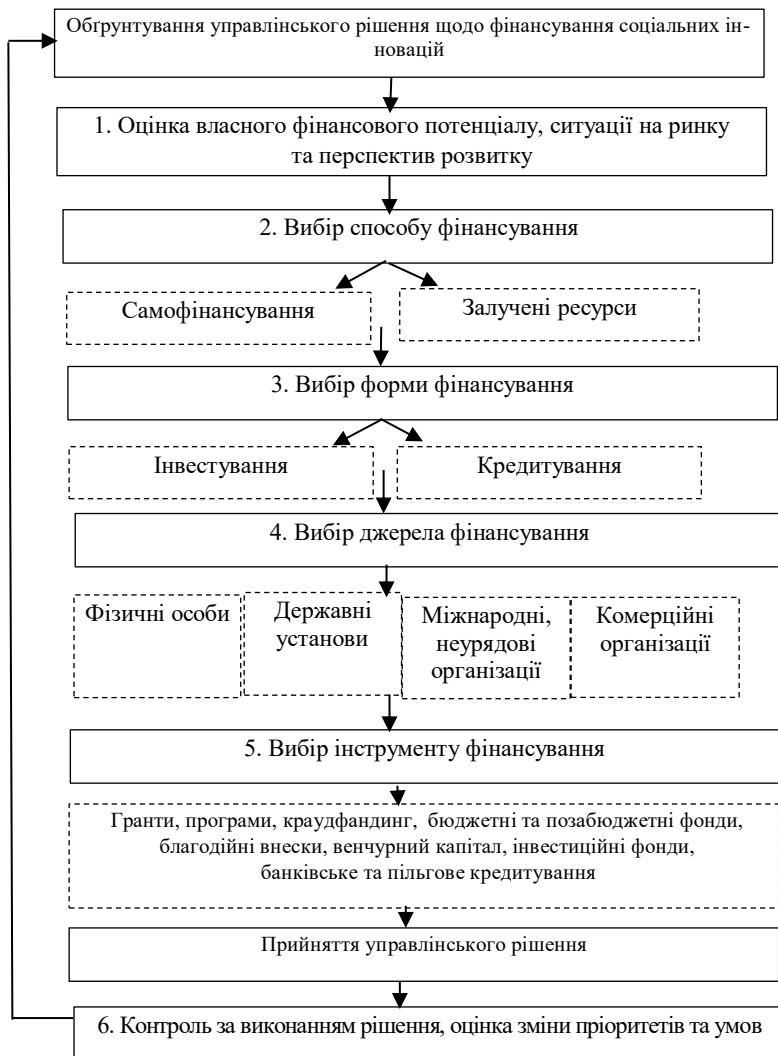 Обґрунтування управлінського рішення щодо фінансування соціальних ін-
новацій
1. Оцінка власного фінансового потенціалу, ситуації на ринку
та перспектив розвитку
2. Вибір способу фінансування
Самофінансування
Залучені ресурси
3. Вибір форми фінансування
Інвестування
Кредитування
4. Вибір джерела фінансування
Фізичні особи
Державні
установи
Міжнародні,
неурядові
організації
Комерційні
організації
5. Вибір інструменту фінансування
Гранти, програми, краудфандинг, бюджетні та позабюджетні фонди,
благодійні внески, венчурний капітал, інвестиційні фонди,
банківське та пільгове кредитування
Прийняття управлінського рішення
6. Контроль за виконанням рішення, оцінка зміни пріоритетів та умов